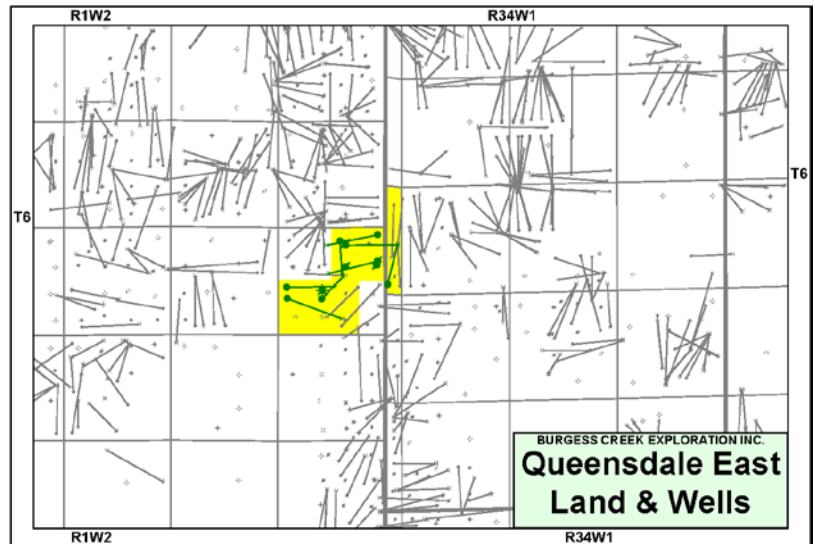 R1W2 R34W1
T6 T6
BURGESS CREEK EXPLORATION INC.
Queensdale East
Land & Wells
R1W2 R34W1